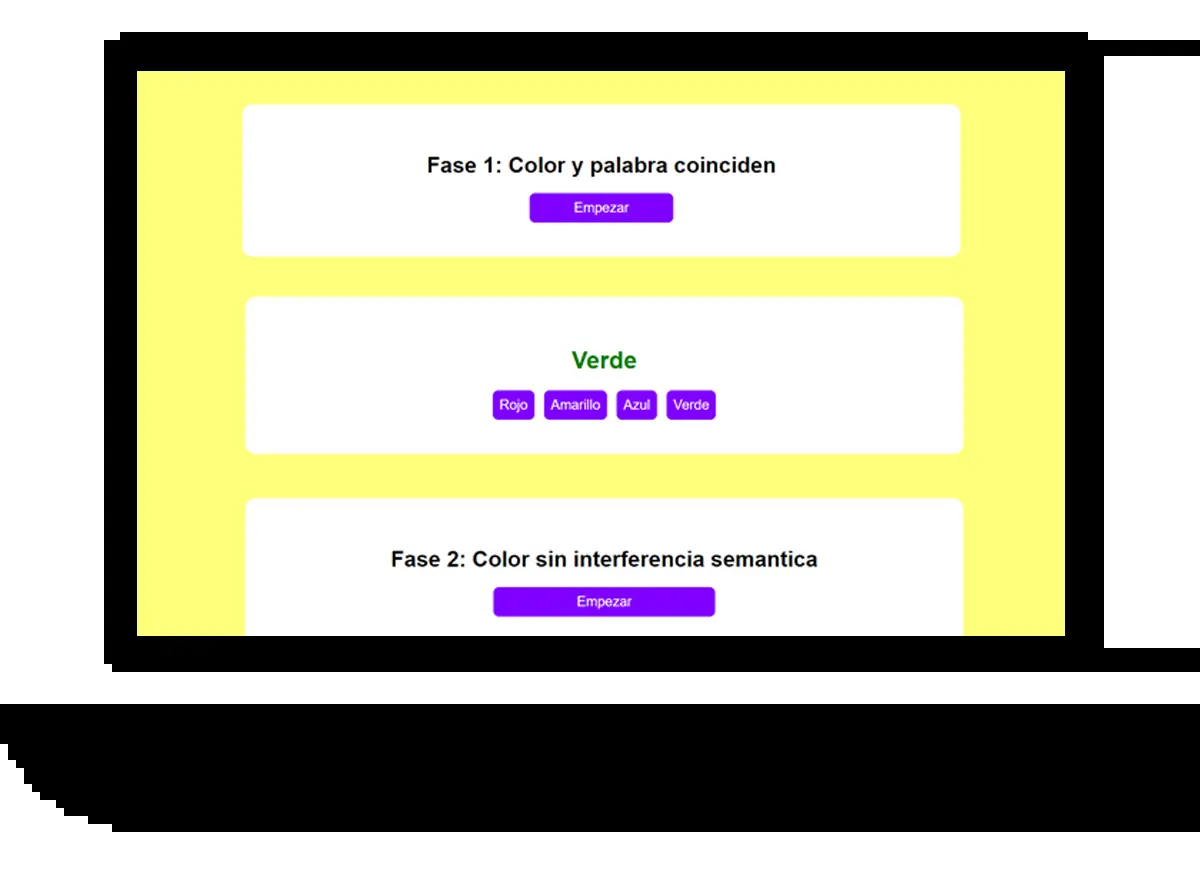 Fase 1: Color y palabra coinciden
Empezar
Verde
Rojo Amarillo Azul Verde
Fase 2: Color sin interferencia semantica
Empezar